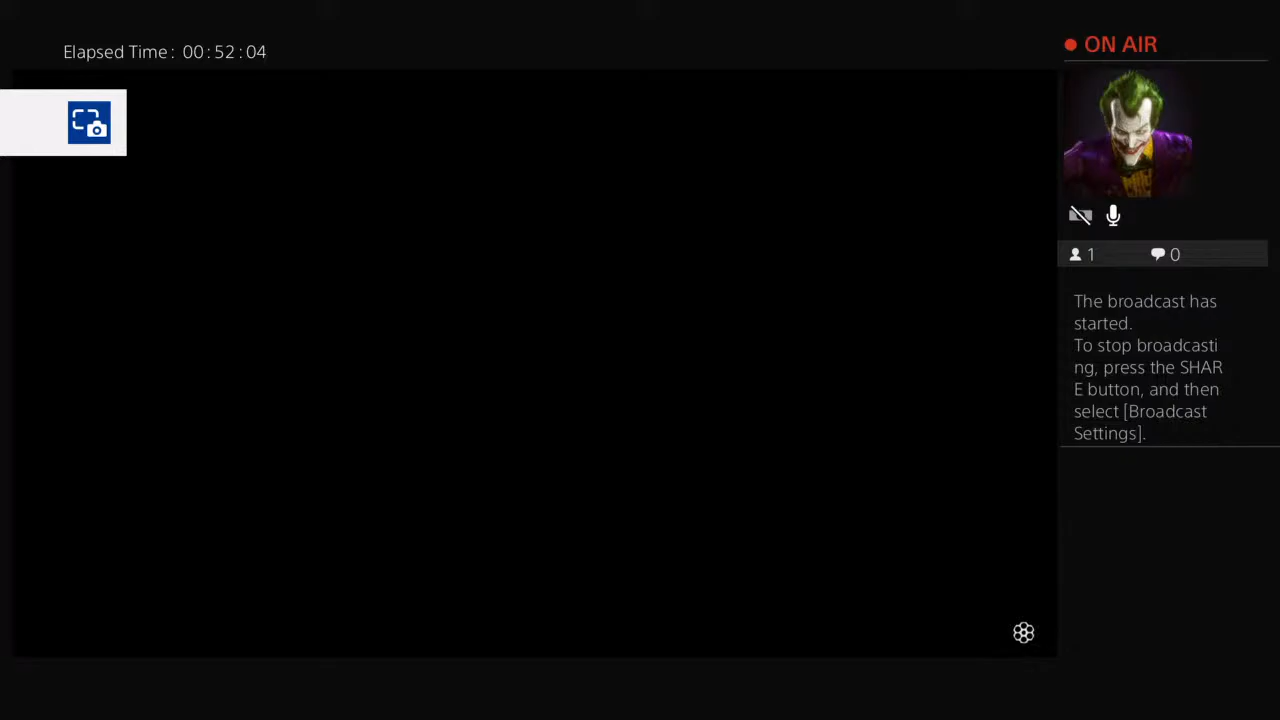 Elapsed Time: 00:52:04
ON AIR
1 0
The broadcast has
started.
To stop broadcasti
ng, press the SHAR
E button, and then
select [Broadcast
Settings].